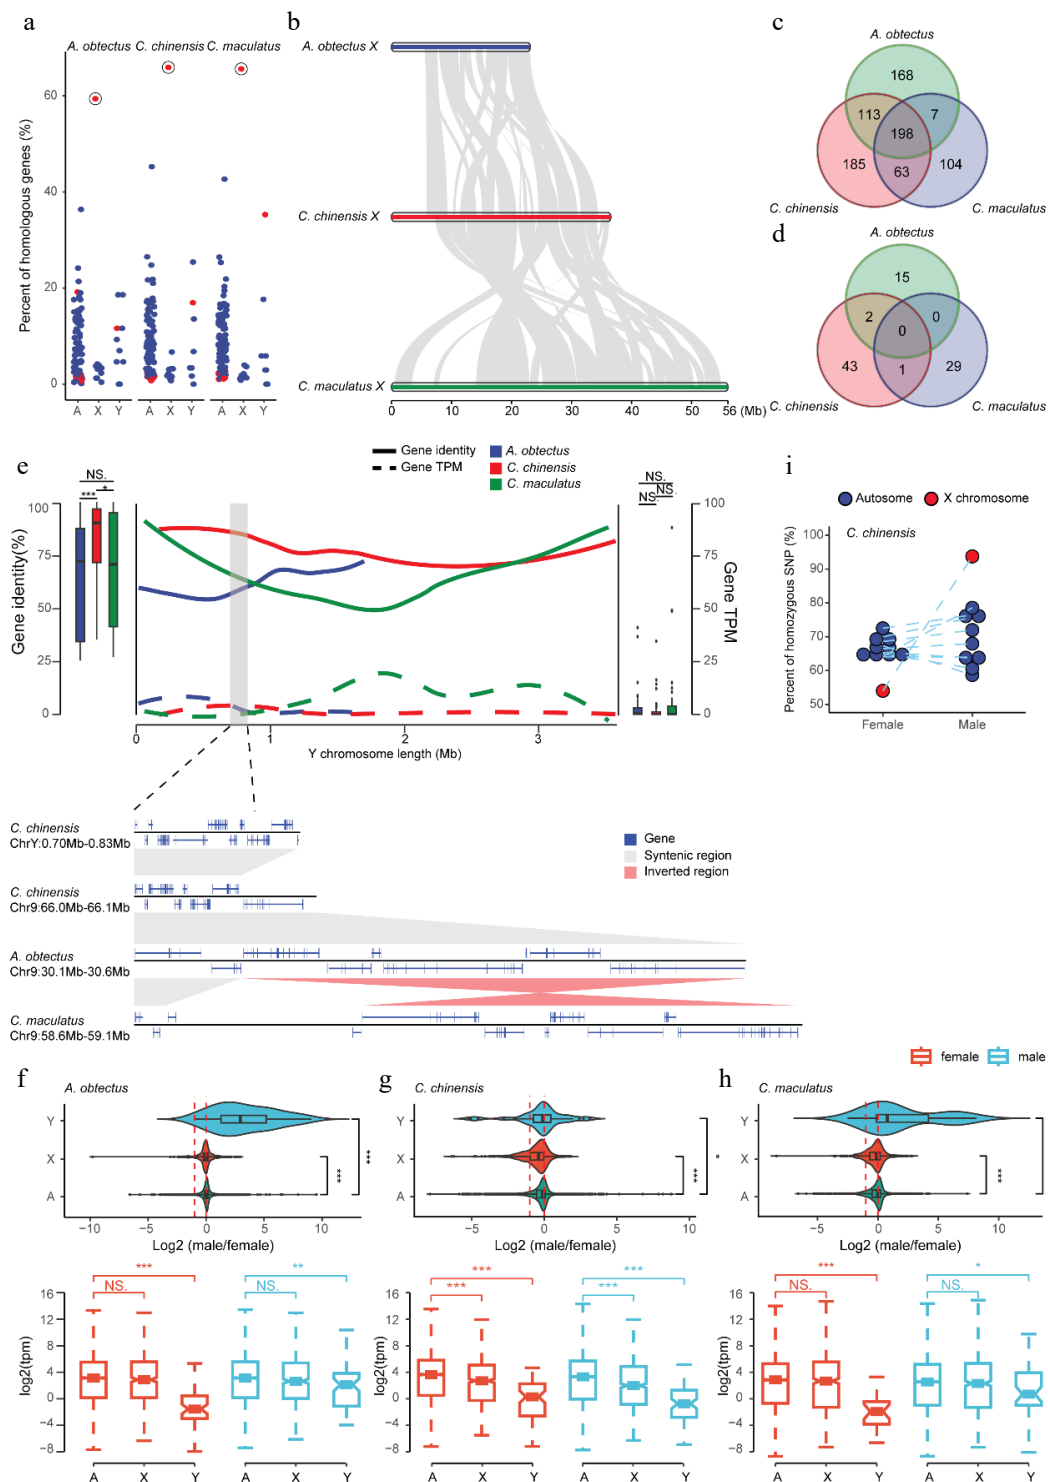 a
b
c
A. obtectus C. chinensis C. maculatus
Percent of homologous genes (%)
60
40
20
0
A X Y A X Y A X Y
A. obtectus X
C. chinensis X
C. maculatus X
0 10 20 30 40 50 56 (Mb)
A. obtectus
168
113
7
198
185
63
104
C. chinensis
C. maculatus
d
A. obtectus
15
2
0
0
43
1
29
C. chinensis
C. maculatus
e
Gene identity
Gene TPM
A. obtectus
C. chinensis
C. maculatus
NS.
***
*
Gene identity(%)
100
75
50
25
0
0 1 2 3
Y chromosome length (Mb)
NS.
NS.
NS.
100
75
50
25
0
Gene TPM
i
Autosome
X chromosome
C. chinensis
Percent of homozygous SNP (%)
100
90
80
70
60
50
Female Male
C. chinensis
ChrY:0.70Mb-0.83Mb
C. chinensis
Chr9:66.0Mb-66.1Mb
A. obtectus
Chr9:30.1Mb-30.6Mb
C. maculatus
Chr9:58.6Mb-59.1Mb
Gene
Syntenic region
Inverted region
female
male
f
A. obtectus
Y
X
A
***
***
−10 −5 0 5 10
Log2 (male/female)
g
C. chinensis
Y
X
A
***
*
−5 0 5 10
Log2 (male/female)
h
C. maculatus
Y
X
A
***
−5 0 5 10
Log2 (male/female)
log2(tpm)
16
12
8
4
0
−4
−8
***
NS.
**
NS.
A X Y A X Y
log2(tpm)
16
12
8
4
0
−4
−8
***
***
***
***
A X Y A X Y
log2(tpm)
16
12
8
4
0
−4
−8
***
NS.
*
NS.
A X Y A X Y